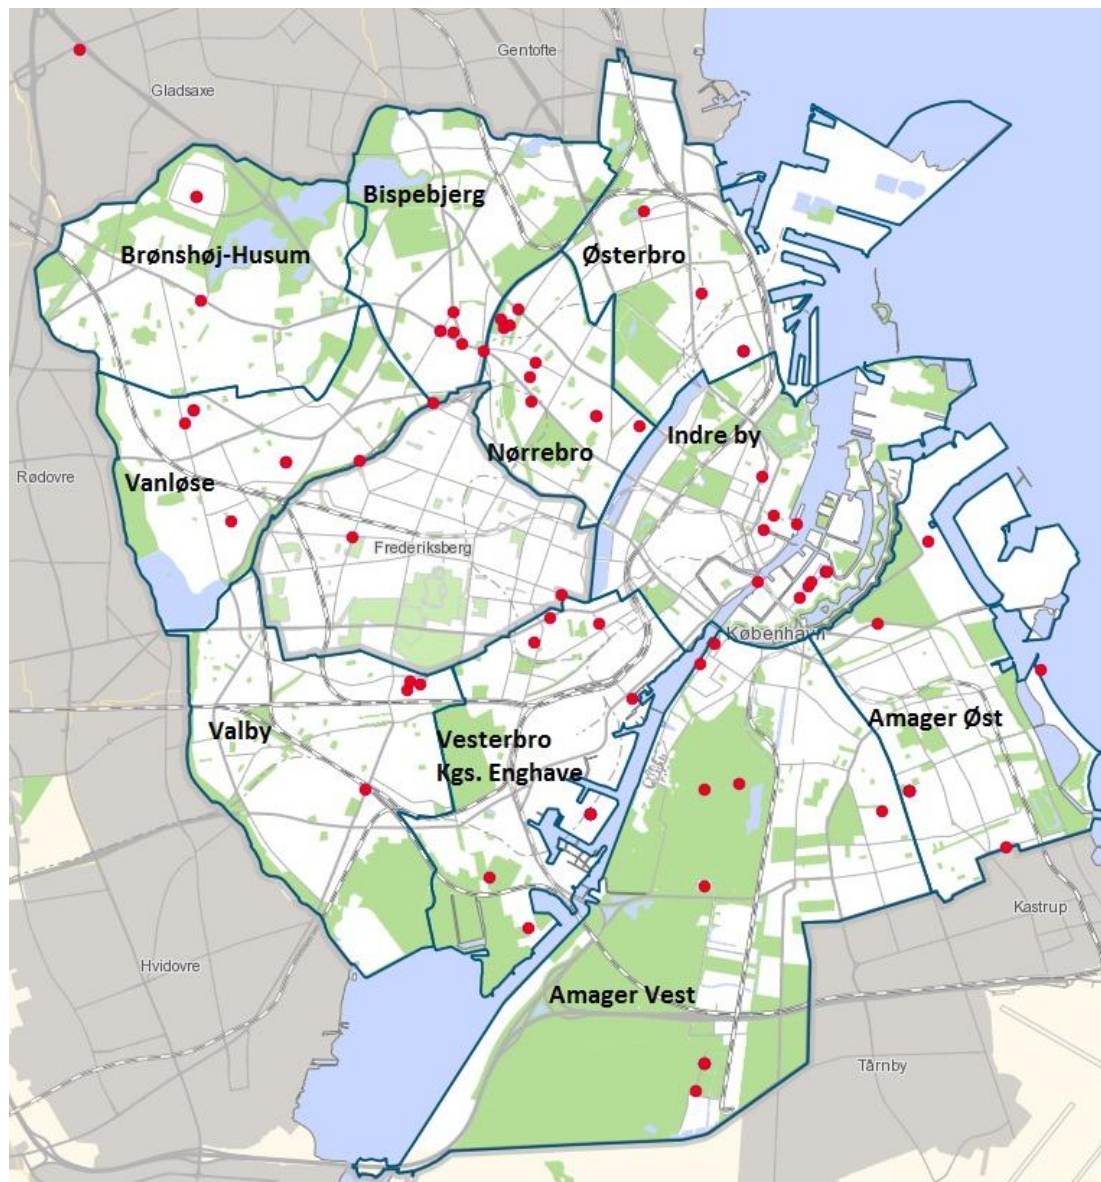 Gentofte
Gladsaxe
Bispebjerg
Brønshøj-Husum
Østerbro
Indre by
Nørrebro
Rødovre
Vanløse
Frederiksberg
København
Amager Øst
Valby
Vesterbro
Kgs. Enghave
Kastrup
Hvidovre
Amager Vest
Tårnby